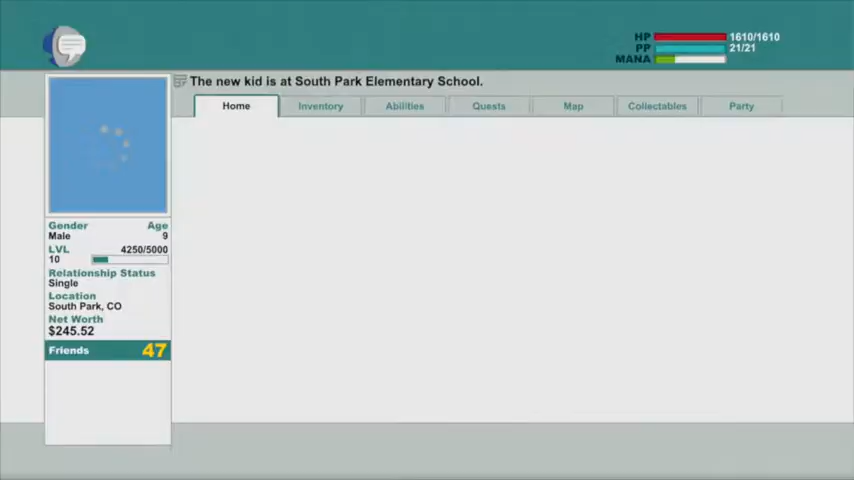 HP 1610/1610
PP 21/21
MANA
The new kid is at South Park Elementary School.
Home Inventory Abilities Quests Map Collectables Party
Gender Age
Male 9
LVL 4250/5000
10
Relationship Status
Single
Location
South Park, CO
Net Worth
$245.52
Friends 47